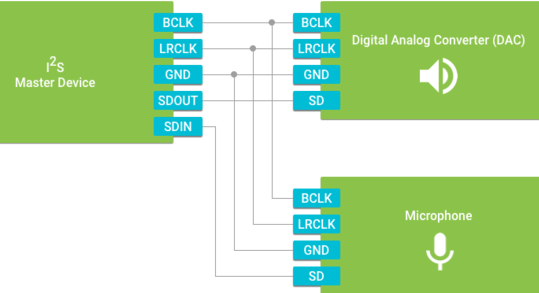 I²S
Master Device
BCLK
LRCLK
GND
SDOUT
SDIN
BCLK
LRCLK
GND
SD
Digital Analog Converter (DAC)
BCLK
LRCLK
GND
SD
Microphone